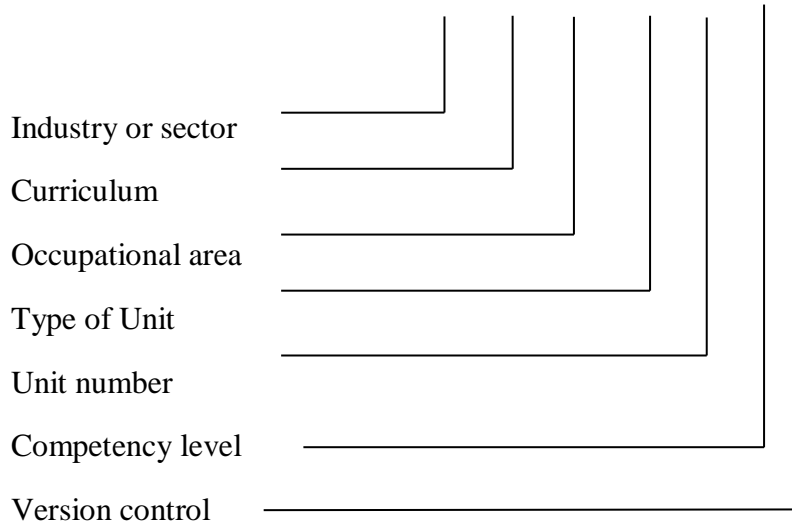 Industry or sector
Curriculum
Occupational area
Type of Unit
Unit number
Competency level
Version control